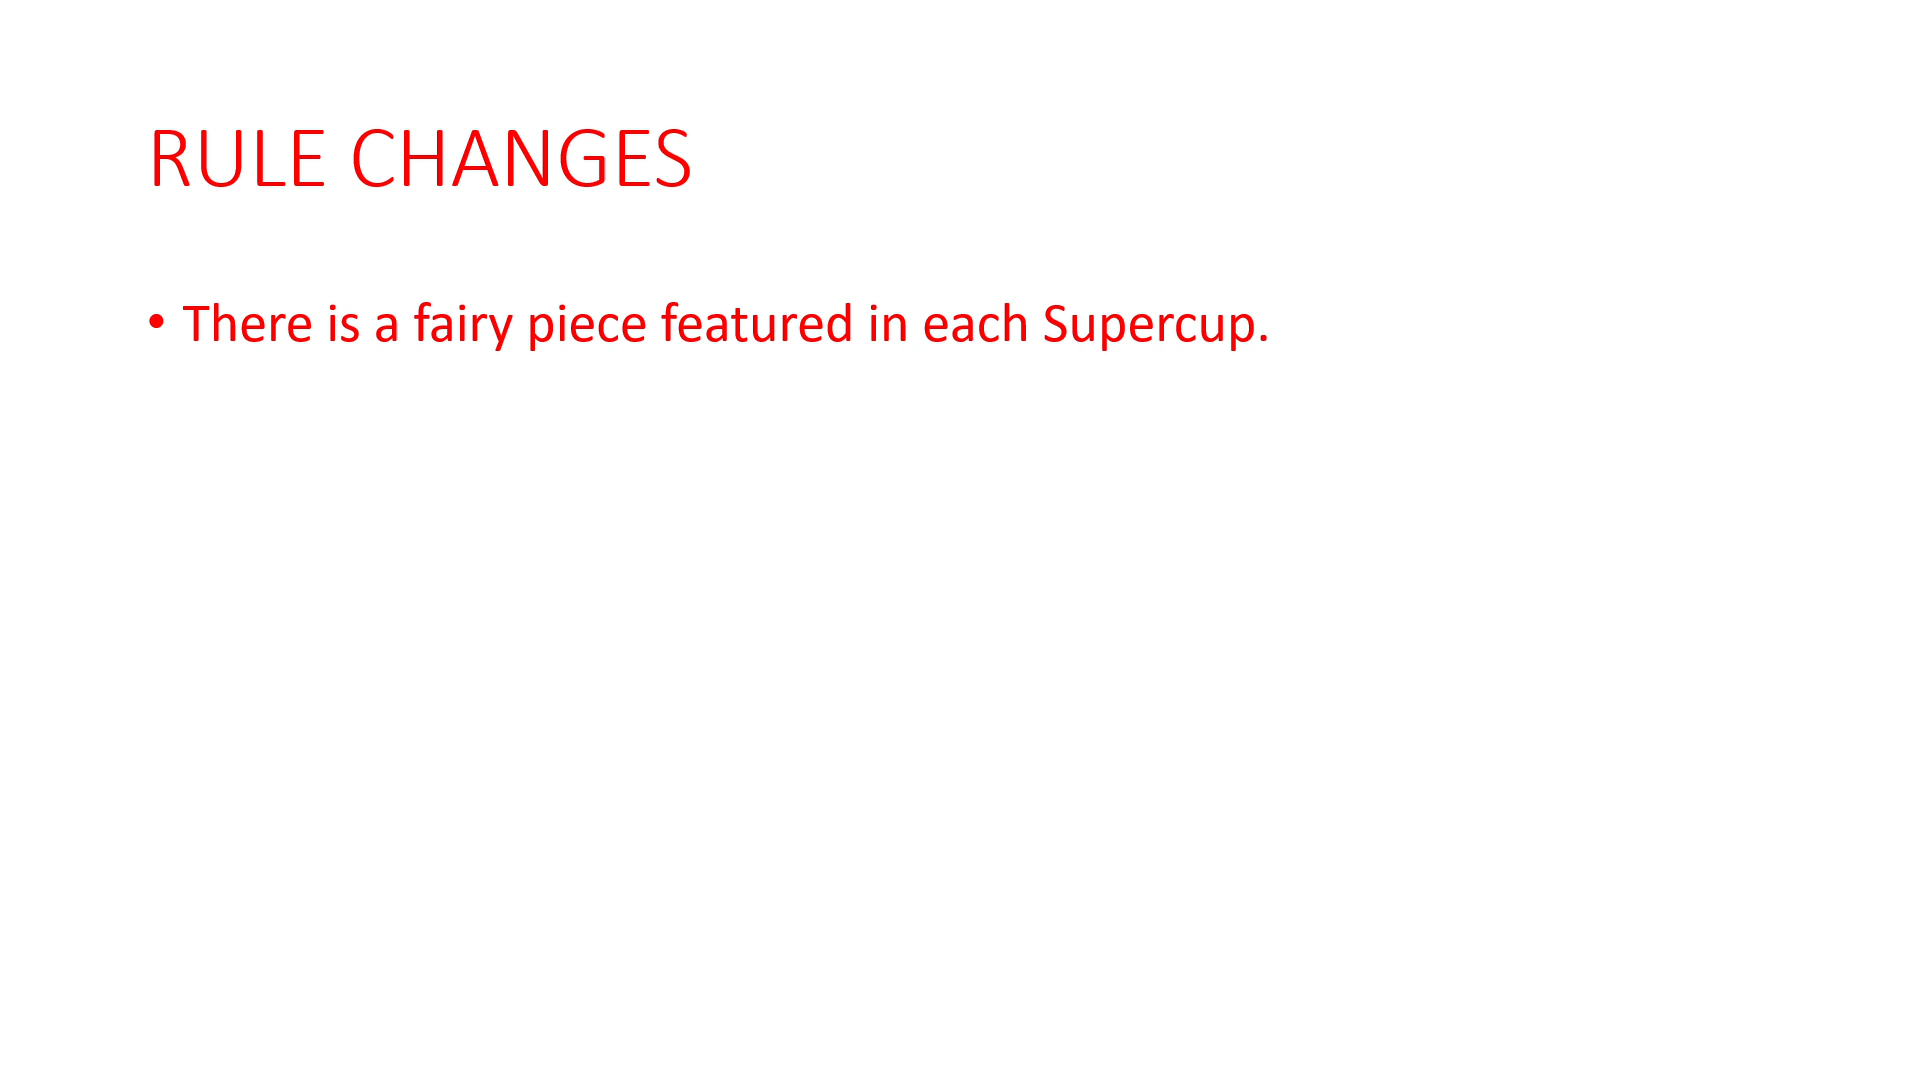 RULE CHANGES
• There is a fairy piece featured in each Supercup.